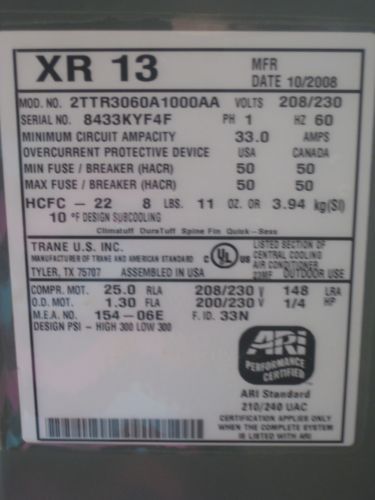 XR 13
MFR
DATE 10/2008
MOD. NO. 2TTR3060A1000AA VOLTS 208/230
SERIAL NO. 8433KYF4F PH 1 HZ 60
MINIMUM CIRCUIT AMPACITY 33.0 AMPS
OVERCURRENT PROTECTIVE DEVICE USA CANADA
MIN FUSE / BREAKER (HACR) 50 50
MAX FUSE / BREAKER (HACR) 50 50
HCFC - 22 8 LBS. 11 OZ. OR 3.94 kg(SI)
10 °F DESIGN SUBCOOLING
Climatuff DuraTuff Spine Fin Quick-Sess
TRANE U.S. INC.
MANUFACTURER OF TRANE AND AMERICAN STANDARD
TYLER, TX 75707 ASSEMBLED IN USA
C UL US
LISTED SECTION OF
CENTRAL COOLING
AIR CONDITIONER
23MF OUTDOOR USE
COMPR. MOT. 25.0 RLA 208/230 V 148 LRA
O.D. MOT. 1.30 FLA 200/230 V 1/4 HP
M.E.A. NO. 154-06E F. ID. 33N
DESIGN PSI - HIGH 300 LOW 300
ARI
PERFORMANCE
CERTIFIED
ARI Standard
210/240 UAC
CERTIFICATION APPLIES ONLY
WHEN THE COMPLETE SYSTEM
IS LISTED WITH ARI